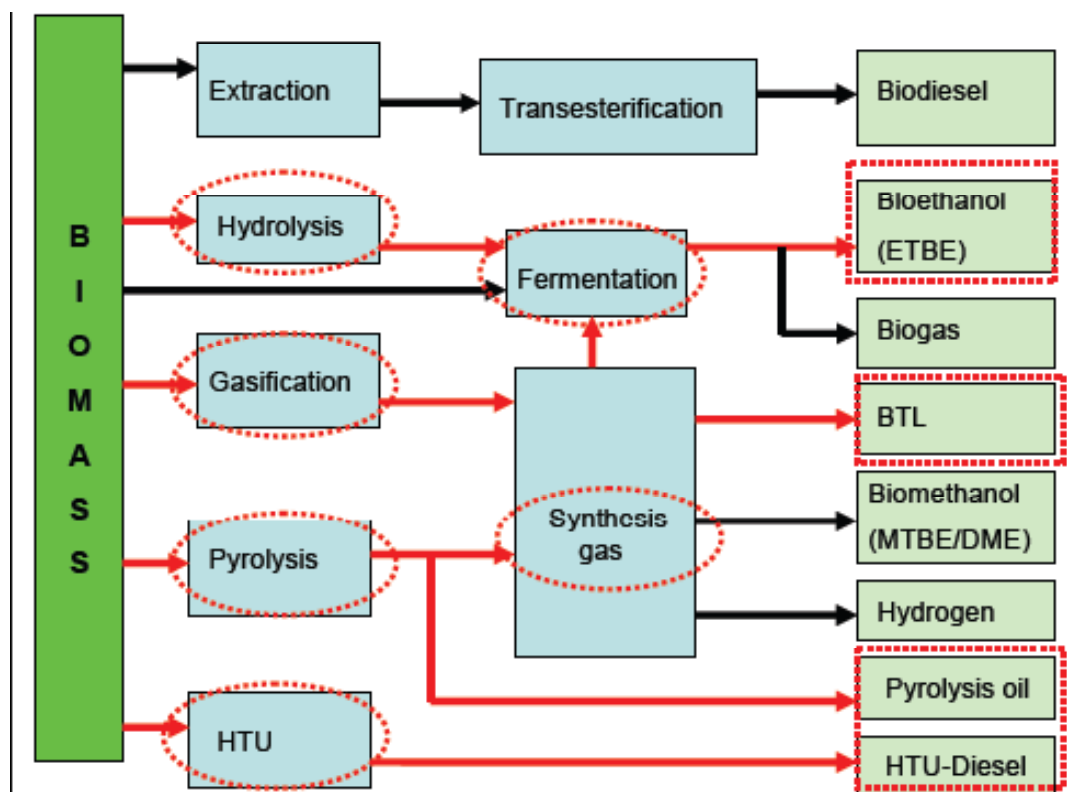 BIOMASS
Extraction
Transesterification
Biodiesel
Hydrolysis
Fermentation
Bioethanol
(ETBE)
Biogas
Gasification
BTL
Synthesis
gas
Biomethanol
(MTBE/DME)
Pyrolysis
Hydrogen
Pyrolysis oil
HTU
HTU-Diesel